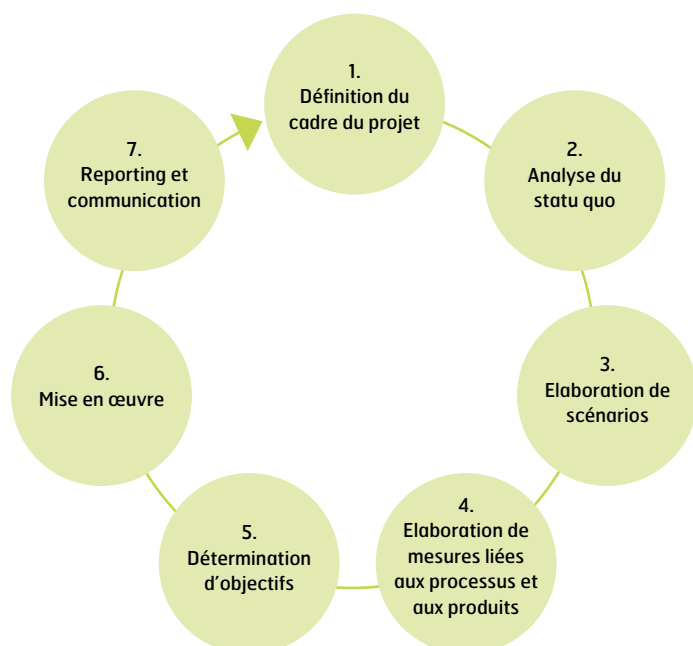 1.
Définition du
cadre du projet
2.
Analyse du
statu quo
3.
Elaboration de
scénarios
4.
Elaboration de
mesures liées
aux processus et
aux produits
5.
Détermination
d'objectifs
6.
Mise en œuvre
7.
Reporting et
communication